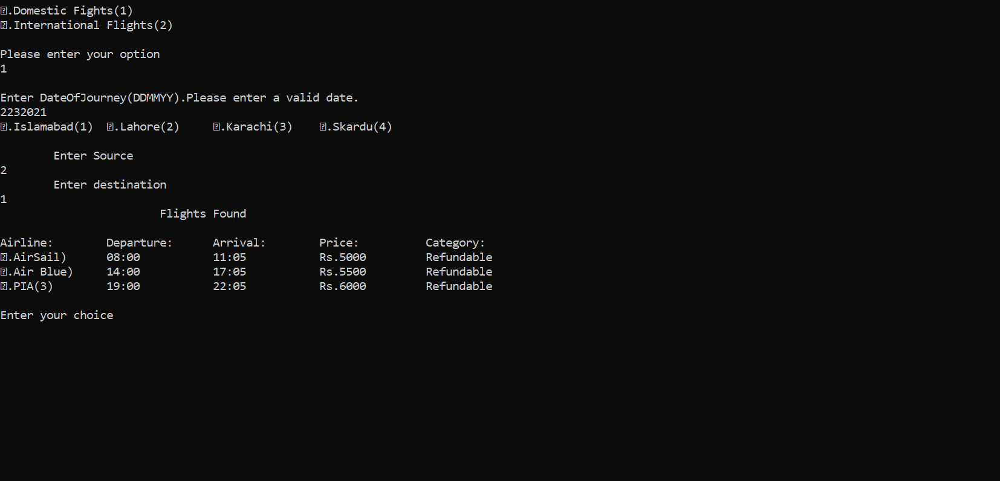 ⍰.Domestic Fights(1)
⍰.International Flights(2)
Please enter your option
1
Enter DateOfJourney(DDMMYY).Please enter a valid date.
2232021
⍰.Islamabad(1) ⍰.Lahore(2) ⍰.Karachi(3) ⍰.Skardu(4)
Enter Source
2
Enter destination
1
Flights Found
Airline: Departure: Arrival: Price: Category:
⍰.AirSail) 08:00 11:05 Rs.5000 Refundable
⍰.Air Blue) 14:00 17:05 Rs.5500 Refundable
⍰.PIA(3) 19:00 22:05 Rs.6000 Refundable
Enter your choice